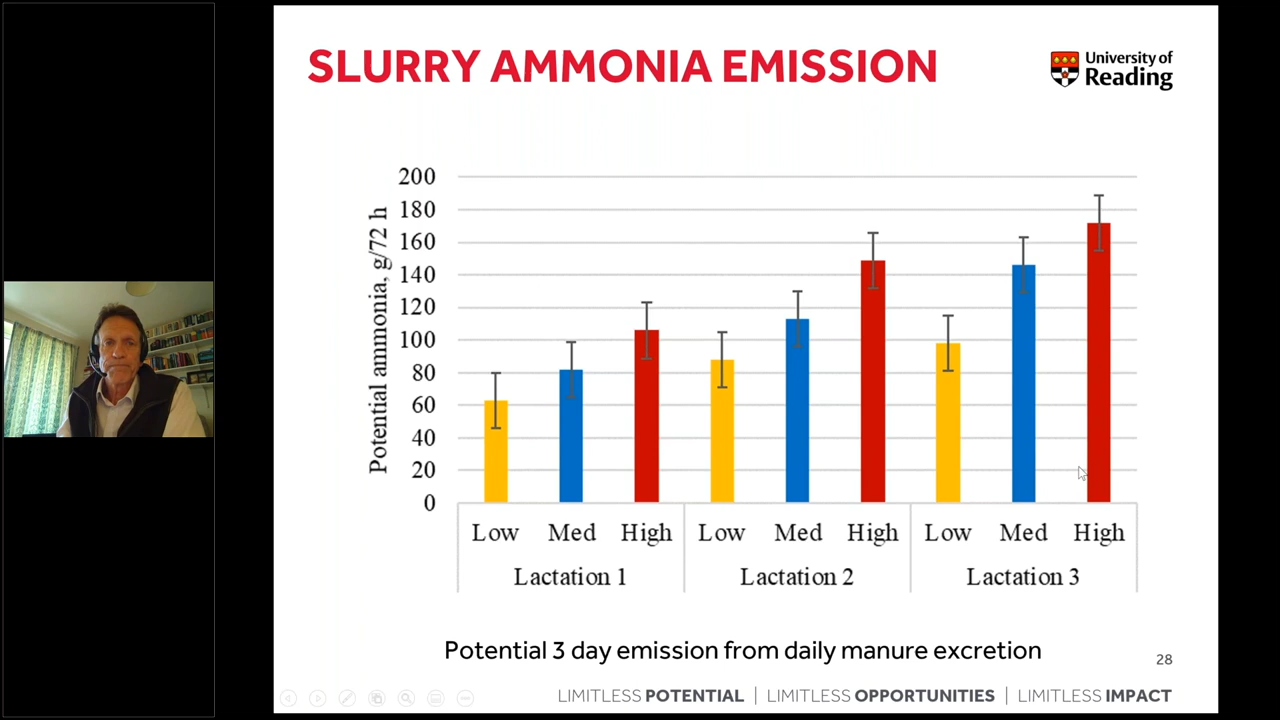 SLURRY AMMONIA EMISSION
University of
Reading
Potential ammonia, g/72 h
200
180
160
140
120
100
80
60
40
20
0
Low Med High Low Med High Low Med High
Lactation 1 Lactation 2 Lactation 3
Potential 3 day emission from daily manure excretion
28
LIMITLESS POTENTIAL | LIMITLESS OPPORTUNITIES | LIMITLESS IMPACT